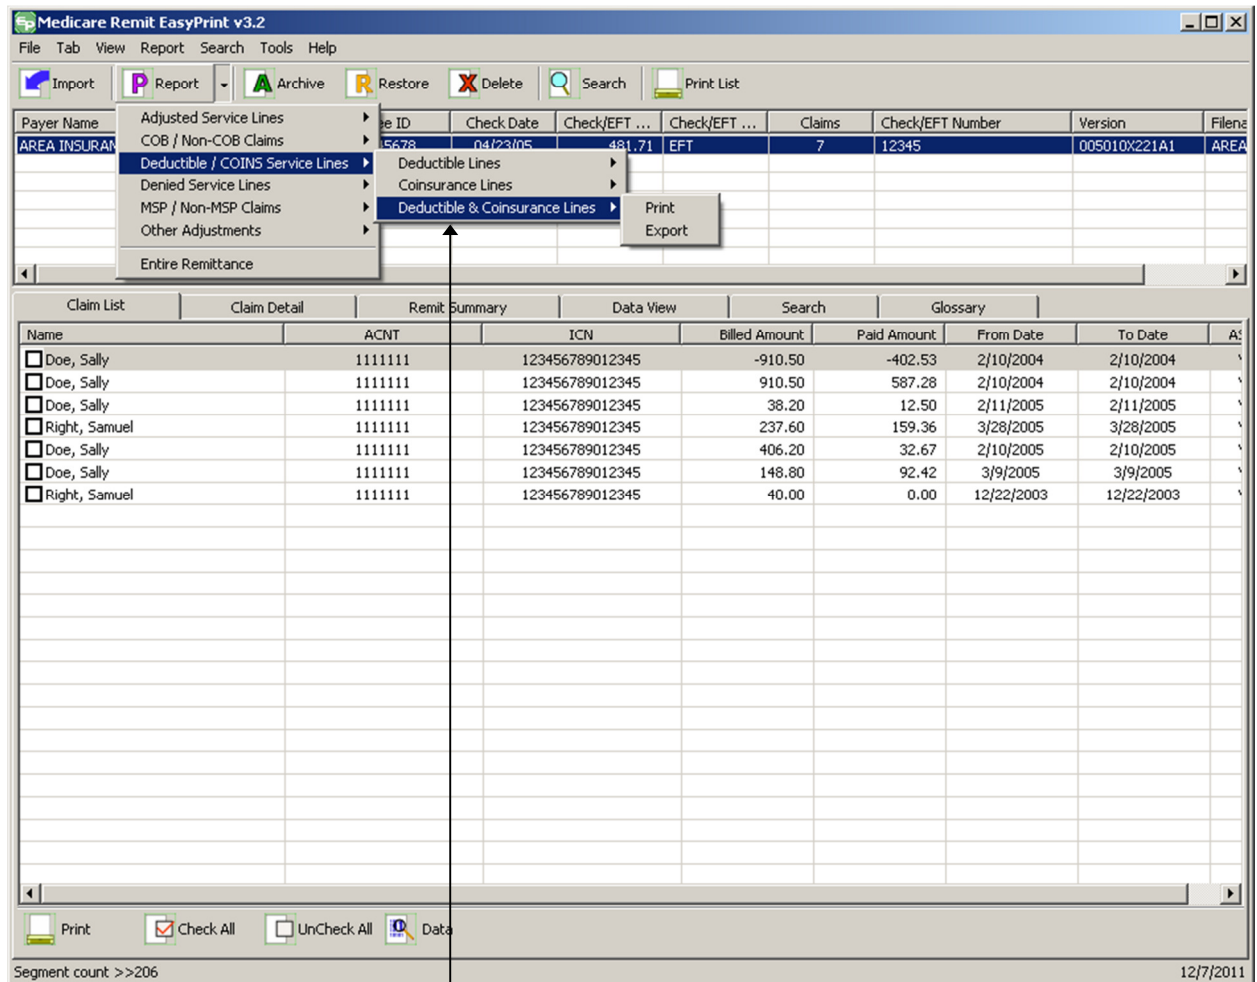 Medicare Remit EasyPrint v3.2
File Tab View Report Search Tools Help
Import P Report A Archive R Restore X Delete Search Print List
Payer Name ee ID Check Date Check/EFT ... Check/EFT ... Claims Check/EFT Number Version Filena
AREA INSURAN 5678 04/23/05 481.71 EFT 7 12345 005010X221A1 AREA
Adjusted Service Lines
COB / Non-COB Claims
Deductible / COINS Service Lines
Denied Service Lines
MSP / Non-MSP Claims
Other Adjustments
Entire Remittance
Deductible Lines
Coinsurance Lines
Deductible & Coinsurance Lines
Print
Export
Claim List Claim Detail Remit Summary Data View Search Glossary
Name ACNT ICN Billed Amount Paid Amount From Date To Date AS
Doe, Sally 1111111 123456789012345 -910.50 -402.53 2/10/2004 2/10/2004
Doe, Sally 1111111 123456789012345 910.50 587.28 2/10/2004 2/10/2004
Doe, Sally 1111111 123456789012345 38.20 12.50 2/11/2005 2/11/2005
Right, Samuel 1111111 123456789012345 237.60 159.36 3/28/2005 3/28/2005
Doe, Sally 1111111 123456789012345 406.20 32.67 2/10/2005 2/10/2005
Doe, Sally 1111111 123456789012345 148.80 92.42 3/9/2005 3/9/2005
Right, Samuel 1111111 123456789012345 40.00 0.00 12/22/2003 12/22/2003
Print Check All UnCheck All Data
Segment count >>206 12/7/2011